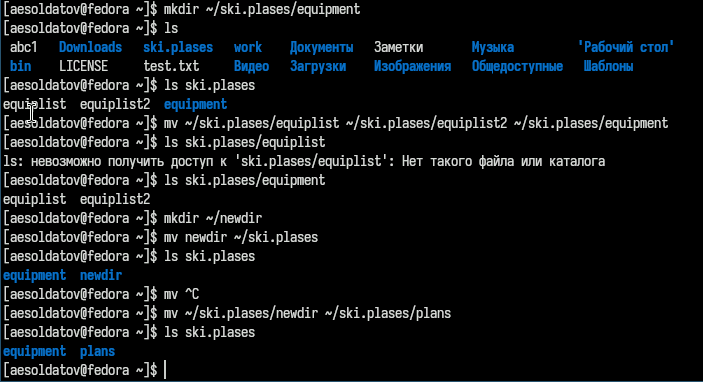 [aesoldatov@fedora ~]$ mkdir ~/ski.plases/equipment
[aesoldatov@fedora ~]$ ls
abc1 Downloads ski.plases work Документы Заметки Музыка 'Рабочий стол'
bin LICENSE test.txt Видео Загрузки Изображения Общедоступные Шаблоны
[aesoldatov@fedora ~]$ ls ski.plases
equiplist equiplist2 equipment
[aesoldatov@fedora ~]$ mv ~/ski.plases/equiplist ~/ski.plases/equiplist2 ~/ski.plases/equipment
[aesoldatov@fedora ~]$ ls ski.plases/equiplist
ls: невозможно получить доступ к 'ski.plases/equiplist': Нет такого файла или каталога
[aesoldatov@fedora ~]$ ls ski.plases/equipment
equiplist equiplist2
[aesoldatov@fedora ~]$ mkdir ~/newdir
[aesoldatov@fedora ~]$ mv newdir ~/ski.plases
[aesoldatov@fedora ~]$ ls ski.plases
equipment newdir
[aesoldatov@fedora ~]$ mv ^C
[aesoldatov@fedora ~]$ mv ~/ski.plases/newdir ~/ski.plases/plans
[aesoldatov@fedora ~]$ ls ski.plases
equipment plans
[aesoldatov@fedora ~]$